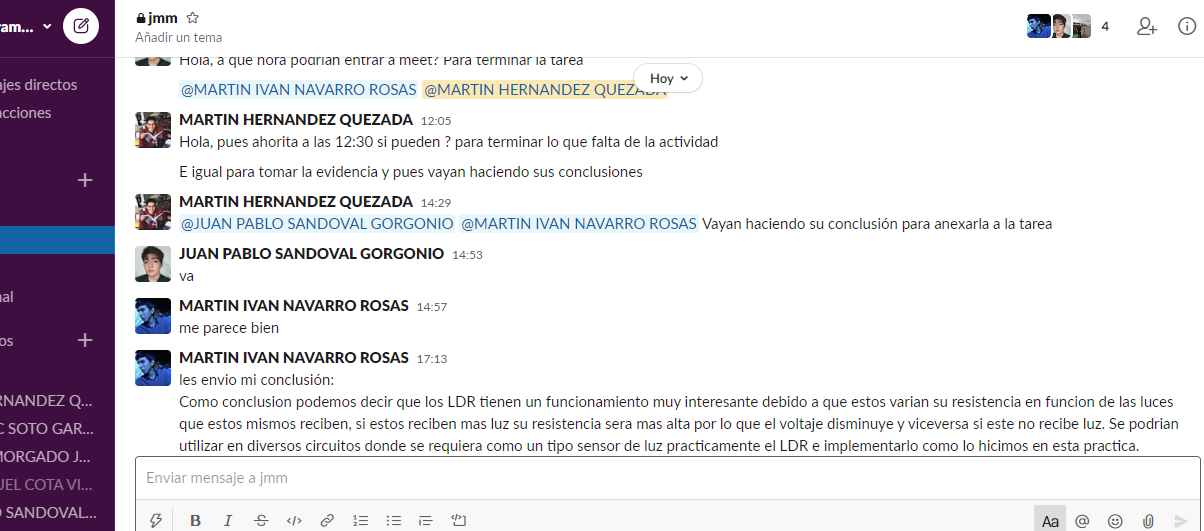 am...
jmm
Añadir un tema
4
ajes directos
acciones
Hola, a que hora podrian entrar a meet? Para terminar la tarea
Hoy
@MARTIN IVAN NAVARRO ROSAS @MARTIN HERNANDEZ QUEZADA
MARTIN HERNANDEZ QUEZADA 12:05
Hola, pues ahorita a las 12:30 si pueden ? para terminar lo que falta de la actividad
E igual para tomar la evidencia y pues vayan haciendo sus conclusiones
MARTIN HERNANDEZ QUEZADA 14:29
@JUAN PABLO SANDOVAL GORGONIO @MARTIN IVAN NAVARRO ROSAS Vayan haciendo su conclusión para anexarla a la tarea
JUAN PABLO SANDOVAL GORGONIO 14:53
va
nal
MARTIN IVAN NAVARRO ROSAS 14:57
me parece bien
os
MARTIN IVAN NAVARRO ROSAS 17:13
les envio mi conclusión:
Como conclusion podemos decir que los LDR tienen un funcionamiento muy interesante debido a que estos varian su resistencia en funcion de las luces
que estos mismos reciben, si estos reciben mas luz su resistencia sera mas alta por lo que el voltaje disminuye y viceversa si este no recibe luz. Se podrian
utilizar en diversos circuitos donde se requiera como un tipo sensor de luz practicamente el LDR e implementarlo como lo hicimos en esta practica.
RNANDEZ Q...
C SOTO GAR...
MORGADO J...
UEL COTA VI...
O SANDOVAL...
Enviar mensaje a jmm
B I S Aa @